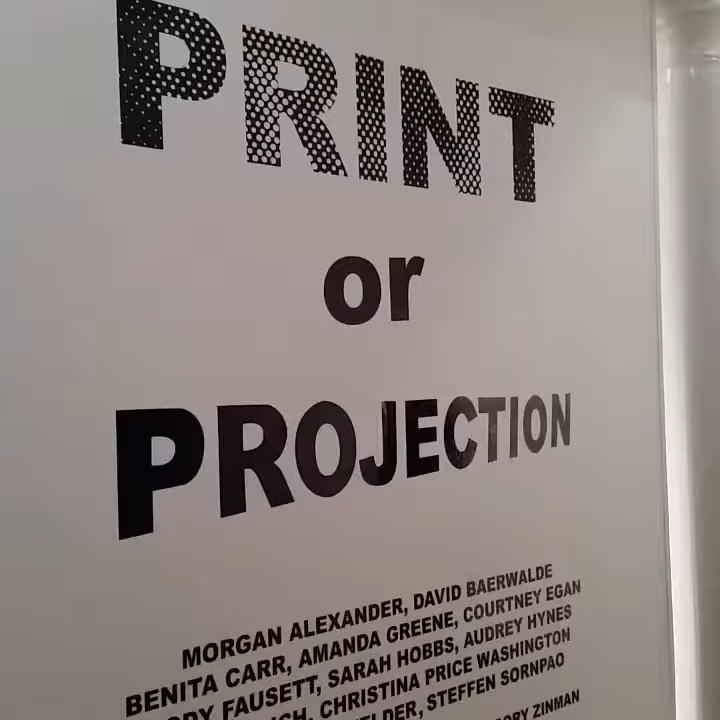 PRINT
or
PROJECTION
MORGAN ALEXANDER, DAVID BAERWALDE
BENITA CARR, AMANDA GREENE, COURTNEY EGAN
FAUSETT, SARAH HOBBS, AUDREY HYNES
CHRISTINA PRICE WASHINGTON
STEFFEN SORNPAO
ZINMAN